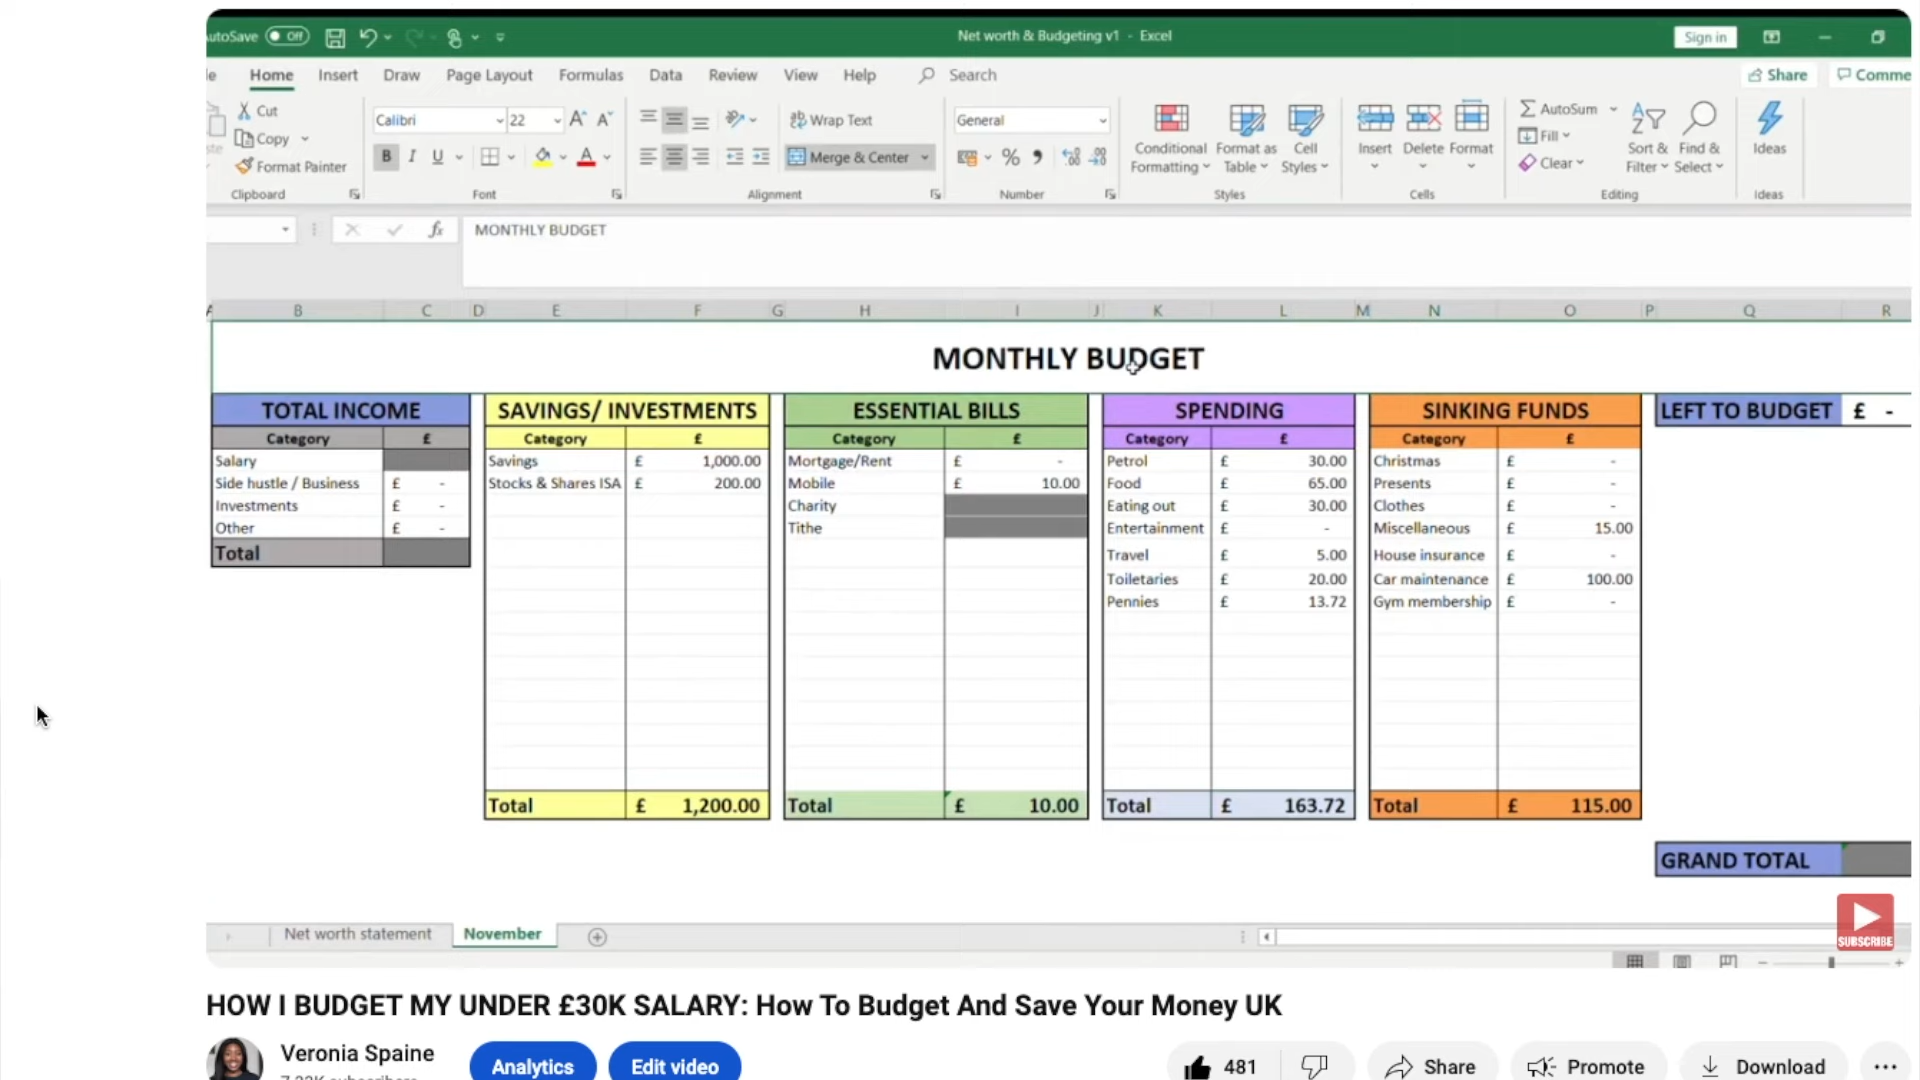 AutoSave Off
Net worth & Budgeting v1 - Excel
Sign in
Home Insert Draw Page Layout Formulas Data Review View Help Search
Share Comme
Cut
Copy
Format Painter
Clipboard
Calibri 22
B I U
Font
Wrap Text
Merge & Center
Alignment
General
%
Number
Conditional Formatting
Format as Table
Cell Styles
Styles
Insert Delete Format
Cells
AutoSum
Fill
Clear
Sort & Filter
Find & Select
Editing
Ideas
Ideas
fx MONTHLY BUDGET
A B C D E F G H I J K L M N O P Q R
MONTHLY BUDGET
TOTAL INCOME
Category £
Salary
Side hustle / Business £ -
Investments £ -
Other £ -
Total
SAVINGS/ INVESTMENTS
Category £
Savings £ 1,000.00
Stocks & Shares ISA £ 200.00
Total £ 1,200.00
ESSENTIAL BILLS
Category £
Mortgage/Rent £ -
Mobile £ 10.00
Charity
Tithe
Total £ 10.00
SPENDING
Category £
Petrol £ 30.00
Food £ 65.00
Eating out £ 30.00
Entertainment £ -
Travel £ 5.00
Toiletaries £ 20.00
Pennies £ 13.72
Total £ 163.72
SINKING FUNDS
Category £
Christmas £ -
Presents £ -
Clothes £ -
Miscellaneous £ 15.00
House insurance £ -
Car maintenance £ 100.00
Gym membership £ -
Total £ 115.00
LEFT TO BUDGET £ -
GRAND TOTAL
SUBSCRIBE
Net worth statement November
HOW I BUDGET MY UNDER £30K SALARY: How To Budget And Save Your Money UK
Veronia Spaine
Analytics Edit video
481 Share Promote Download